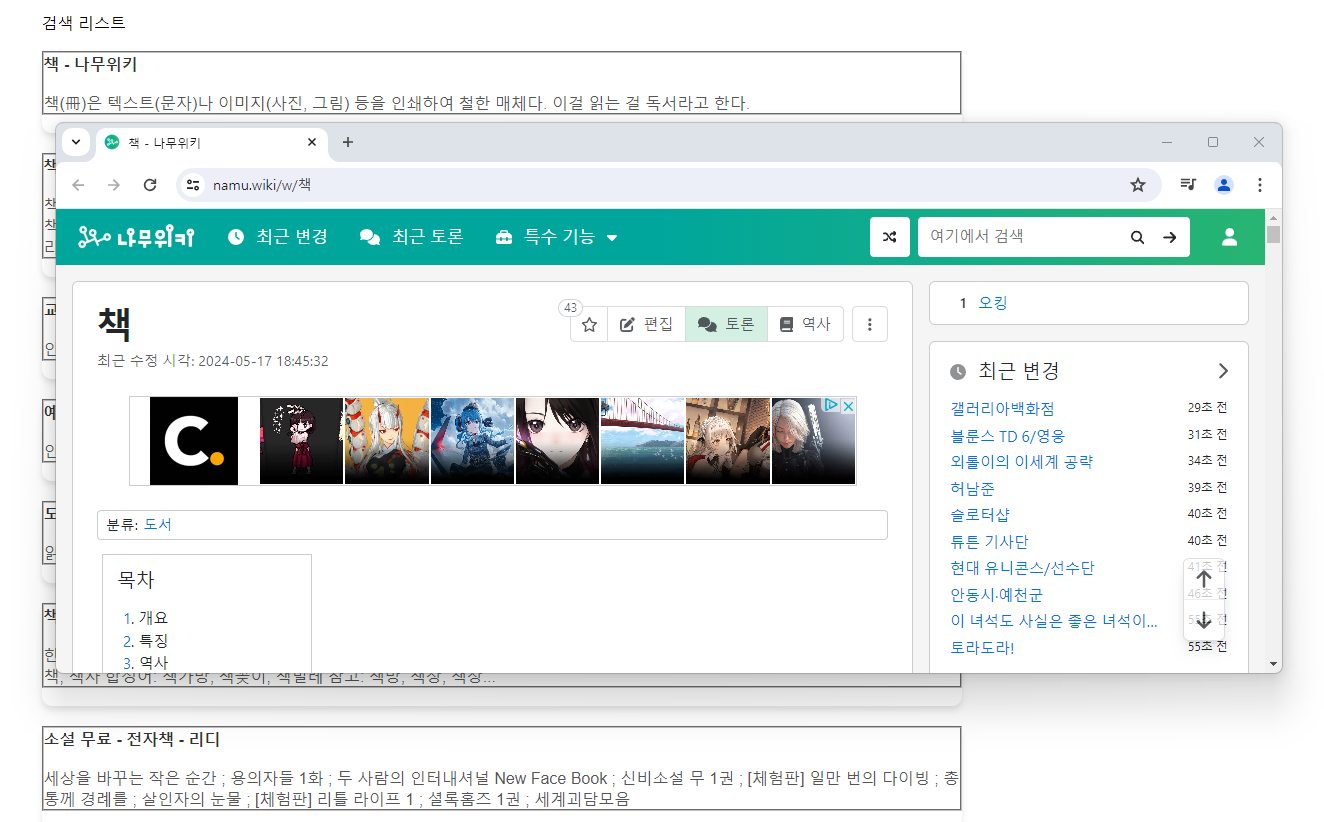 검색 리스트
책 - 나무위키
책(冊)은 텍스트(문자)나 이미지(사진, 그림) 등을 인쇄하여 철한 매체다. 이걸 읽는 걸 독서라고 한다.
책 - 나무위키
namu.wiki/w/책
나무위키
최근 변경
최근 토론
특수 기능
여기에서 검색
책
43
편집
토론
역사
최근 수정 시각: 2024-05-17 18:45:32
C.
분류: 도서
목차
1. 개요
2. 특징
3. 역사
1 오킹
최근 변경
갤러리아백화점 29초 전
블룬스 TD 6/영웅 31초 전
외톨이의 이세계 공략 34초 전
허남준 39초 전
슬로터샵 40초 전
튜튼 기사단 40초 전
현대 유니콘스/선수단 41초 전
안동시·예천군 46초 전
이 녀석도 사실은 좋은 녀석이... 55초 전
토라도라! 55초 전
책, 책사 합성어: 책가방, 책꽂이, 책벌레 참고: 책망, 책상, 책장...
소설 무료 - 전자책 - 리디
세상을 바꾸는 작은 순간 ; 용의자들 1화 ; 두 사람의 인터내셔널 New Face Book ; 신비소설 무 1권 ; [체험판] 일만 번의 다이빙 ; 종
통께 경례를 ; 살인자의 눈물 ; [체험판] 리틀 라이프 1 ; 셜록홈즈 1권 ; 세계괴담모음